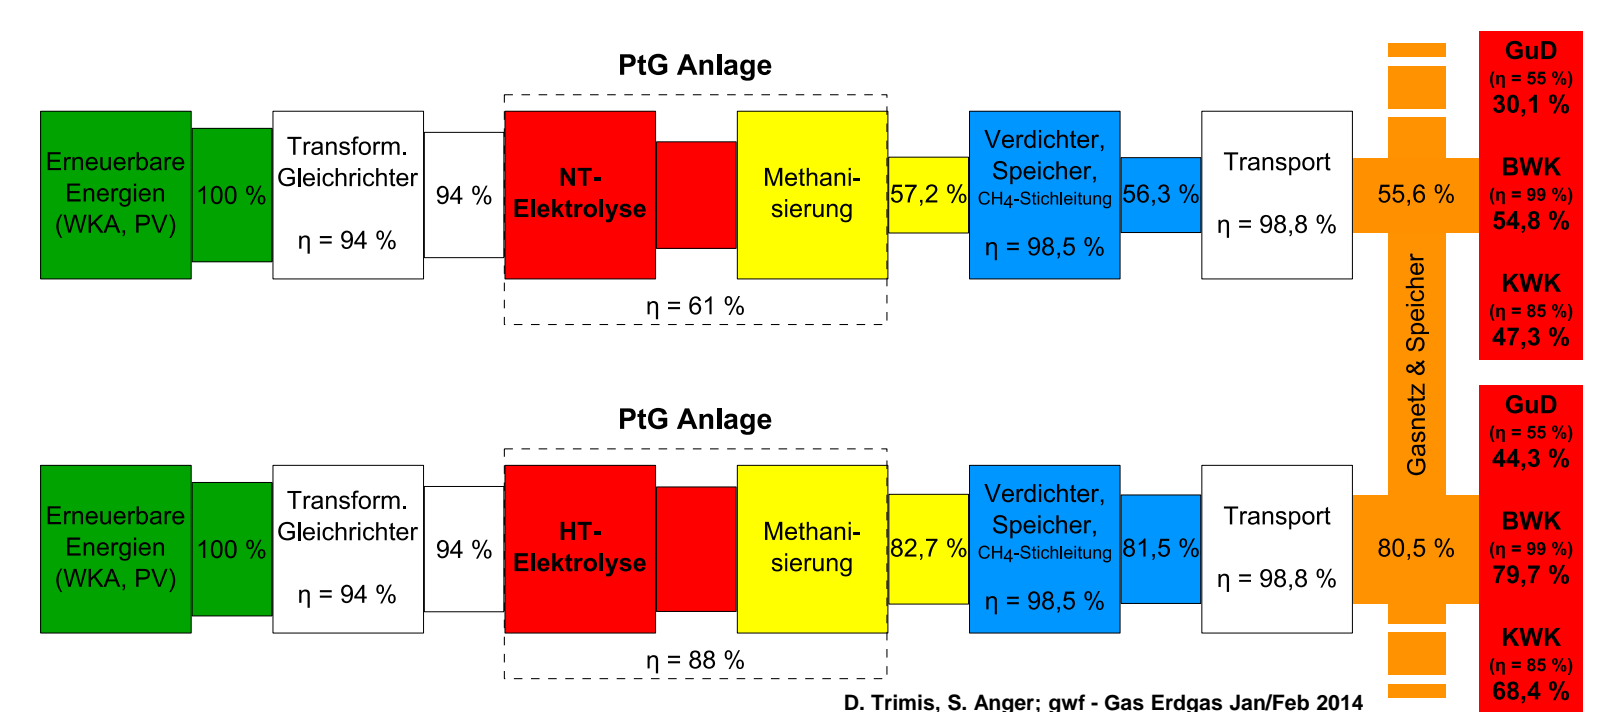 PtG Anlage
Erneuerbare
Energien
(WKA, PV)
100 %
Transform.
Gleichrichter
η = 94 %
94 %
NT-
Elektrolyse
Methani-
sierung
η = 61 %
57,2 %
Verdichter,
Speicher,
CH4-Stichleitung
η = 98,5 %
56,3 %
Transport
η = 98,8 %
55,6 %
Gasnetz & Speicher
GuD
(η = 55 %)
30,1 %
BWK
(η = 99 %)
54,8 %
KWK
(η = 85 %)
47,3 %
PtG Anlage
Erneuerbare
Energien
(WKA, PV)
100 %
Transform.
Gleichrichter
η = 94 %
94 %
HT-
Elektrolyse
Methani-
sierung
η = 88 %
82,7 %
Verdichter,
Speicher,
CH4-Stichleitung
η = 98,5 %
81,5 %
Transport
η = 98,8 %
80,5 %
GuD
(η = 55 %)
44,3 %
BWK
(η = 99 %)
79,7 %
KWK
(η = 85 %)
68,4 %
D. Trimis, S. Anger; gwf - Gas Erdgas Jan/Feb 2014